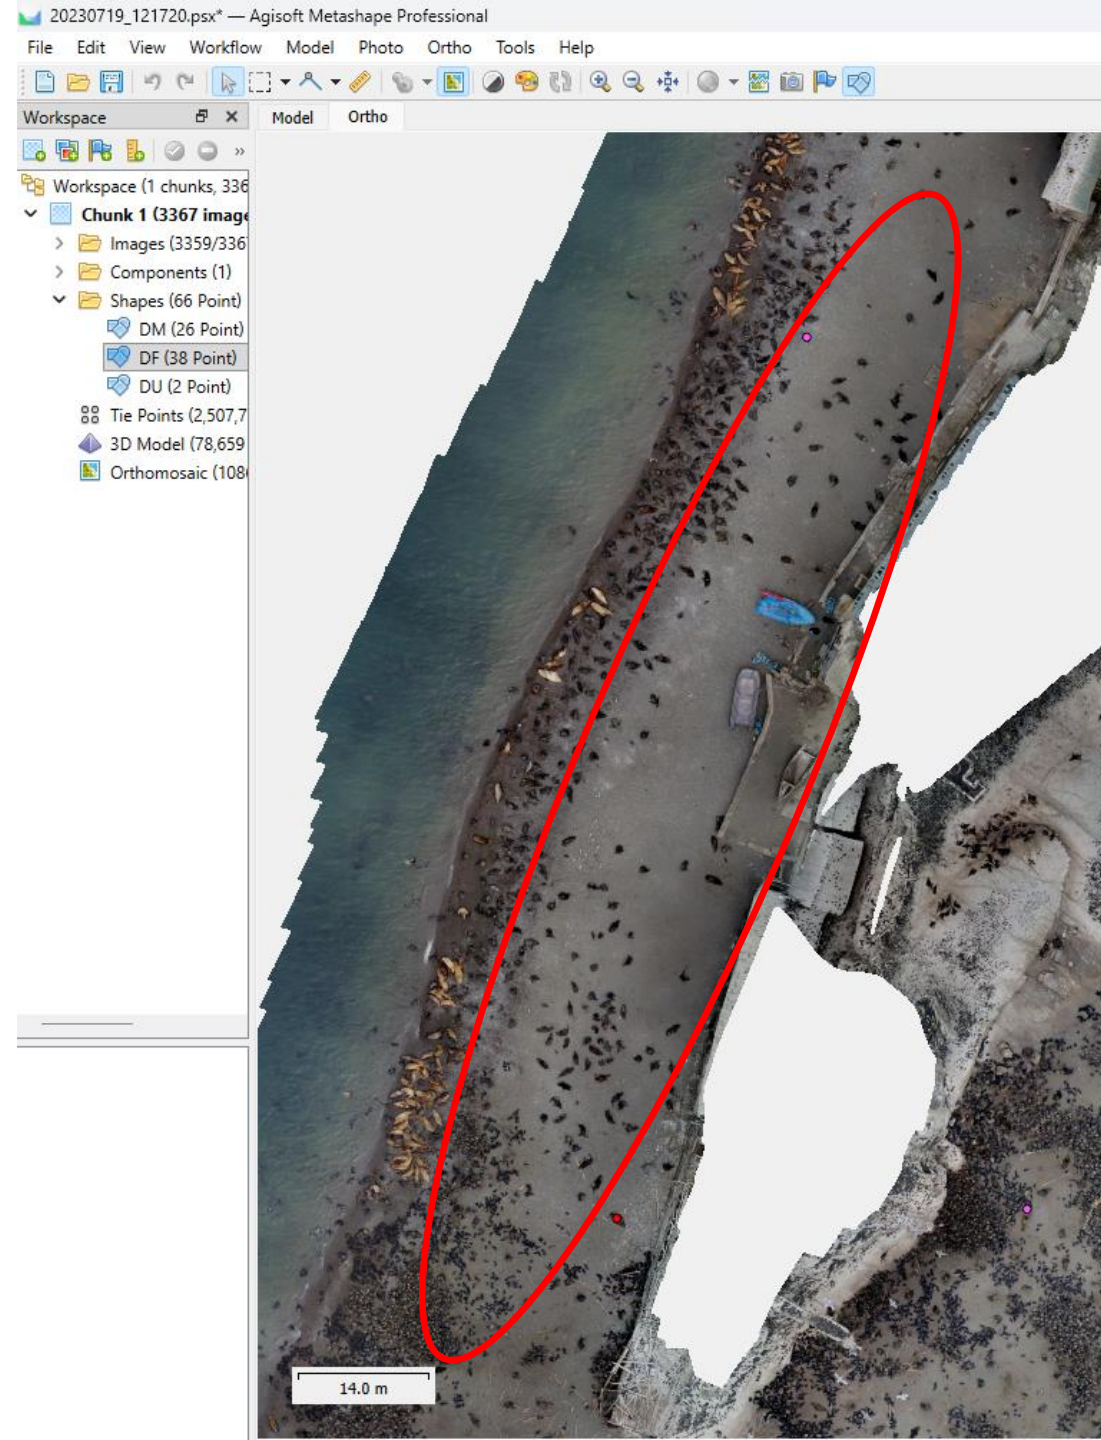 20230719_121720.psx* — Agisoft Metashape Professional
File Edit View Workflow Model Photo Ortho Tools Help
Workspace
Model Ortho
»
Workspace (1 chunks, 336
Chunk 1 (3367 image
Images (3359/336
Components (1)
Shapes (66 Point)
DM (26 Point)
DF (38 Point)
DU (2 Point)
Tie Points (2,507,7
3D Model (78,659
Orthomosaic (108
14.0 m